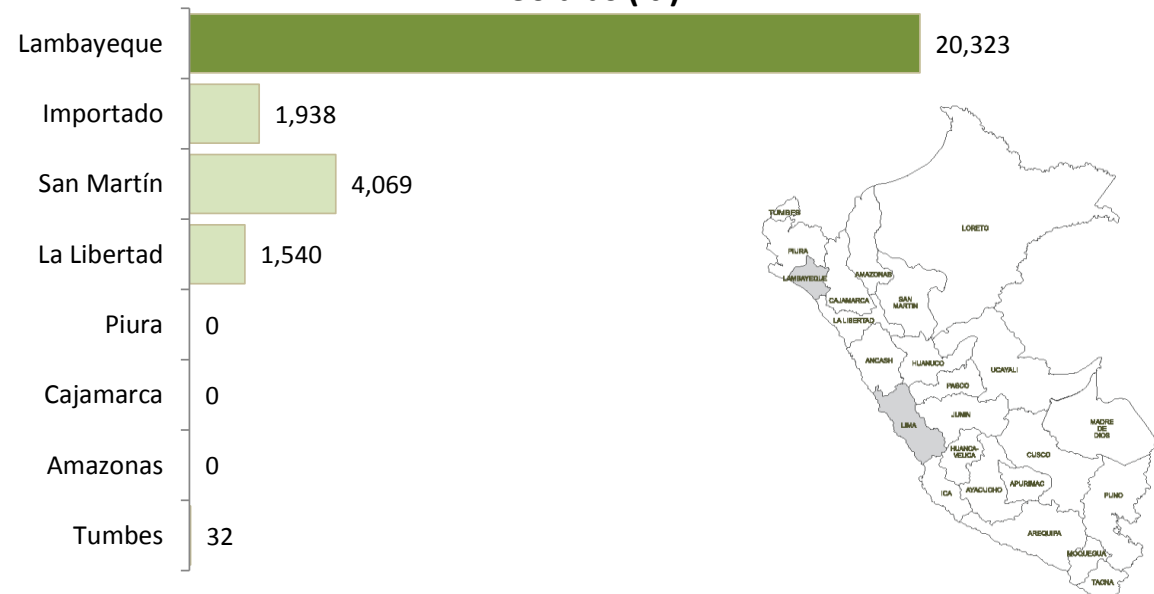 Lambayeque 20,323
Importado 1,938
San Martín 4,069
La Libertad 1,540
Piura 0
Cajamarca 0
Amazonas 0
Tumbes 32
TUMBES
LORETO
PIURA
LAMBAYEQUE
AMAZONAS
CAJAMARCA
SAN
MARTIN
LA LIBERTAD
ANCASH
HUANUCO
UCAYALI
PASCO
LIMA
JUNIN
MADRE
DE
DIOS
HUANCA-
VELICA
CUSCO
ICA
AYACUCHO
APURIMAC
PUNO
AREQUIPA
MOQUEGUA
TACNA